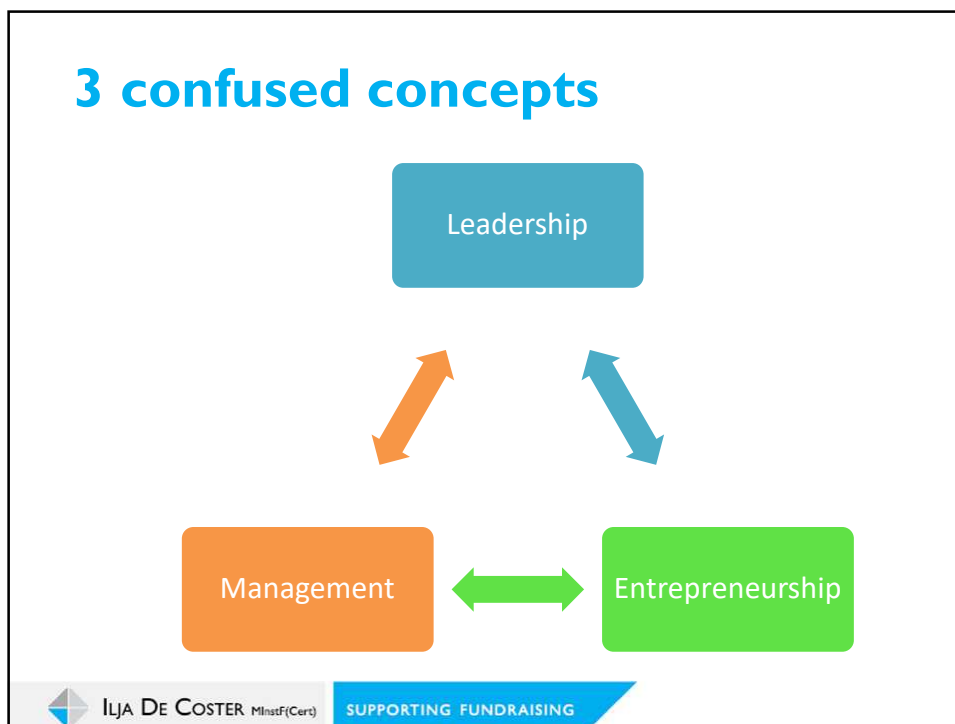 3 confused concepts
Leadership
Management
Entrepreneurship
ILJA DE COSTER MInstF(Cert)
SUPPORTING FUNDRAISING